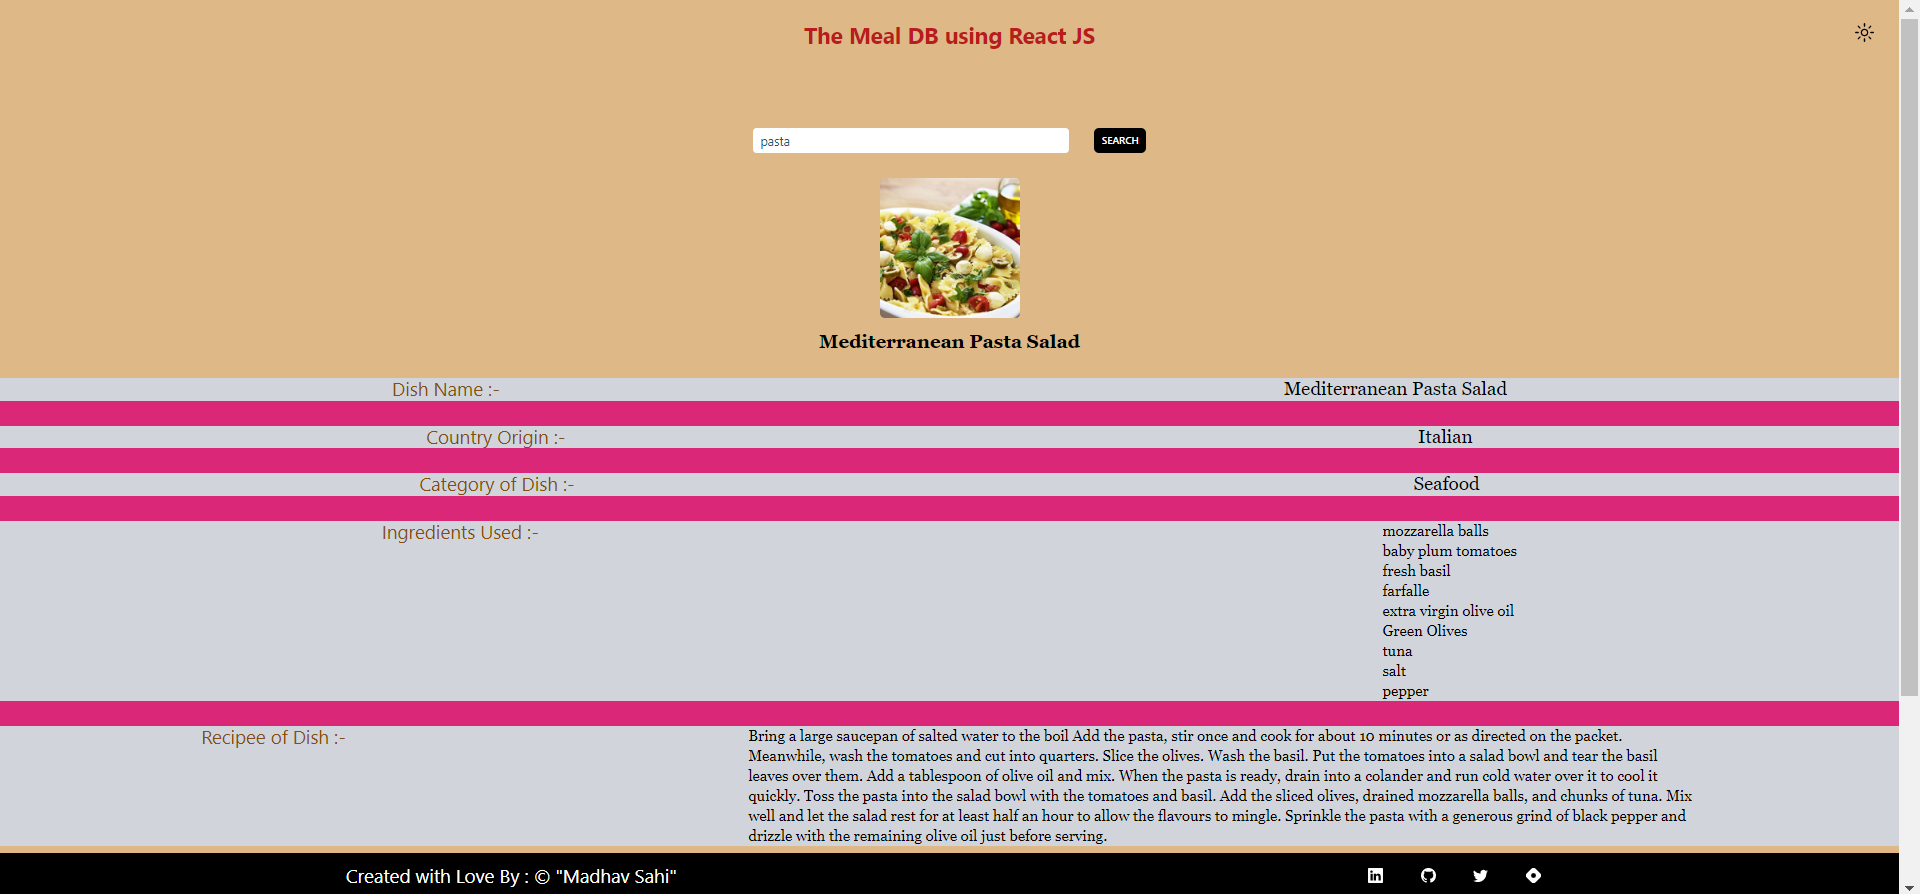 The Meal DB using React JS
pasta
SEARCH
Mediterranean Pasta Salad
Dish Name :-
Mediterranean Pasta Salad
Country Origin :-
Italian
Category of Dish :-
Seafood
Ingredients Used :-
mozzarella balls
baby plum tomatoes
fresh basil
farfalle
extra virgin olive oil
Green Olives
tuna
salt
pepper
Recipee of Dish :-
Bring a large saucepan of salted water to the boil Add the pasta, stir once and cook for about 10 minutes or as directed on the packet.
Meanwhile, wash the tomatoes and cut into quarters. Slice the olives. Wash the basil. Put the tomatoes into a salad bowl and tear the basil
leaves over them. Add a tablespoon of olive oil and mix. When the pasta is ready, drain into a colander and run cold water over it to cool it
quickly. Toss the pasta into the salad bowl with the tomatoes and basil. Add the sliced olives, drained mozzarella balls, and chunks of tuna. Mix
well and let the salad rest for at least half an hour to allow the flavours to mingle. Sprinkle the pasta with a generous grind of black pepper and
drizzle with the remaining olive oil just before serving.
Created with Love By : © "Madhav Sahi"